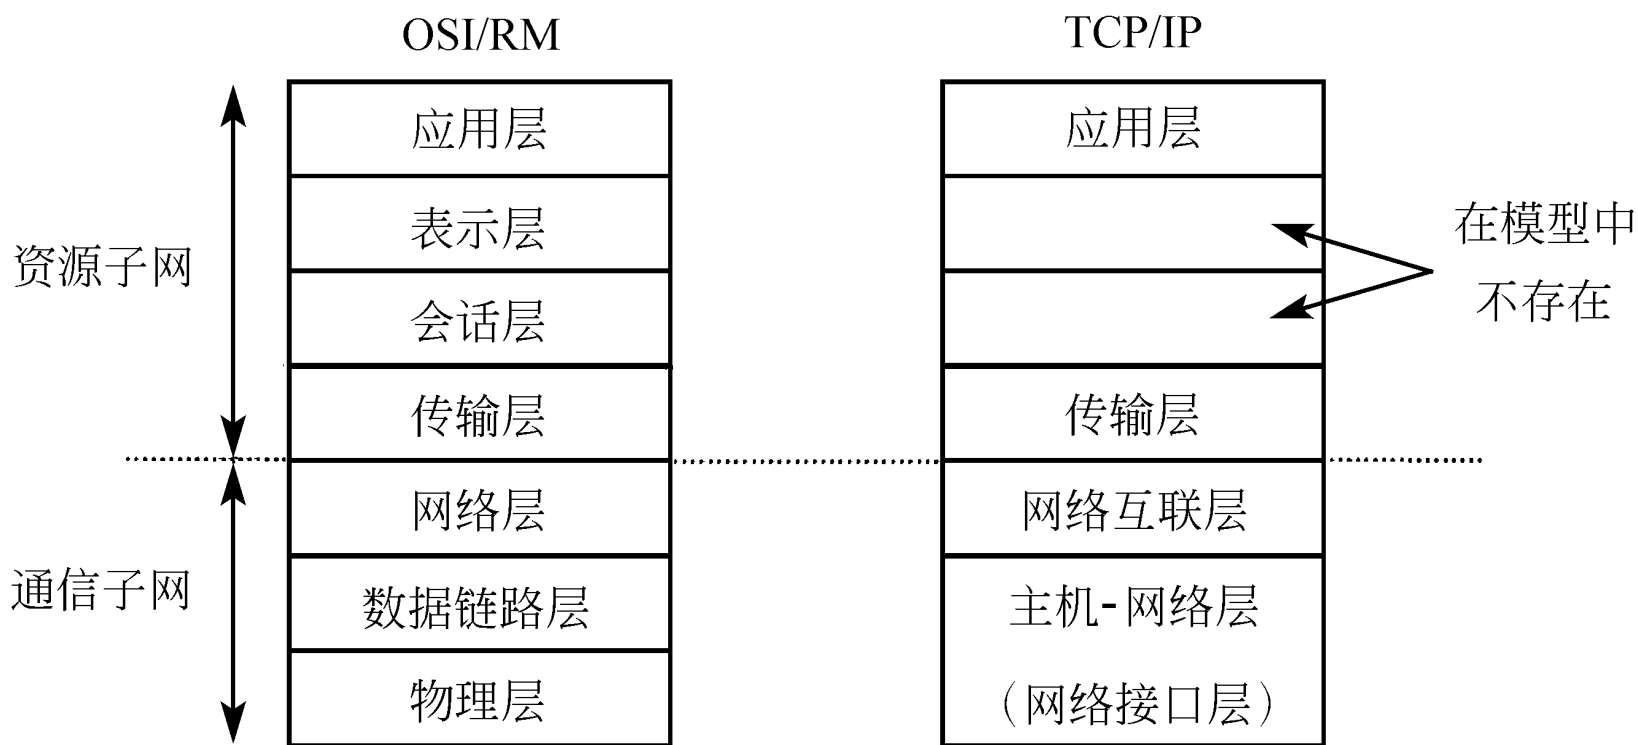 OSI/RM
TCP/IP
应用层
表示层
会话层
传输层
网络层
数据链路层
物理层
资源子网
通信子网
应用层
传输层
网络互联层
主机-网络层
（网络接口层）
在模型中
不存在